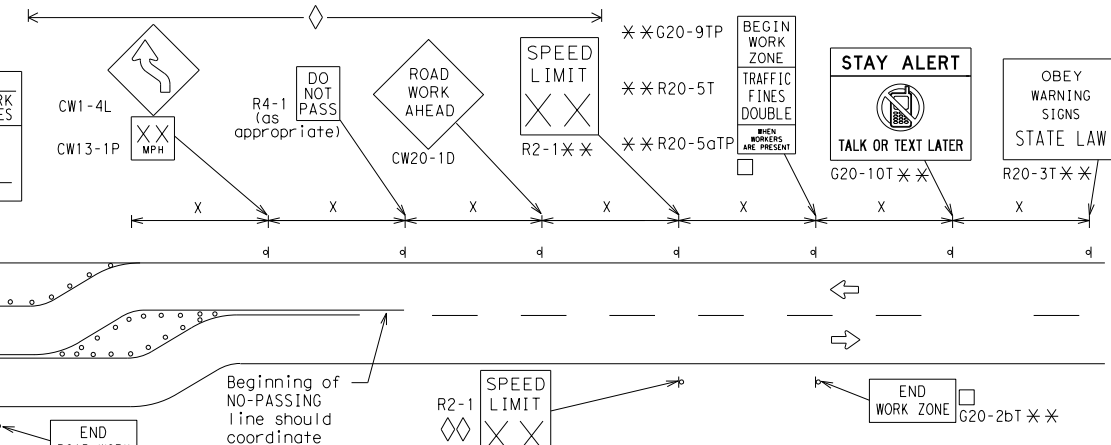 CW1-4L
XX
MPH
CW13-1P
R4-1
(as
appropriate)
DO
NOT
PASS
ROAD
WORK
AHEAD
CW20-1D
SPEED
LIMIT
X X
R2-1✳✳
✳✳G20-9TP
✳✳R20-5T
✳✳R20-5aTP
BEGIN
WORK
ZONE
TRAFFIC
FINES
DOUBLE
WHEN
WORKERS
ARE PRESENT
STAY ALERT
TALK OR TEXT LATER
G20-10T✳✳
OBEY
WARNING
SIGNS
STATE LAW
R20-3T✳✳
X X X X X X X
Beginning of
NO-PASSING
line should
coordinate
R2-1
SPEED
LIMIT
X X
END
WORK ZONE
G20-2bT✳✳
END